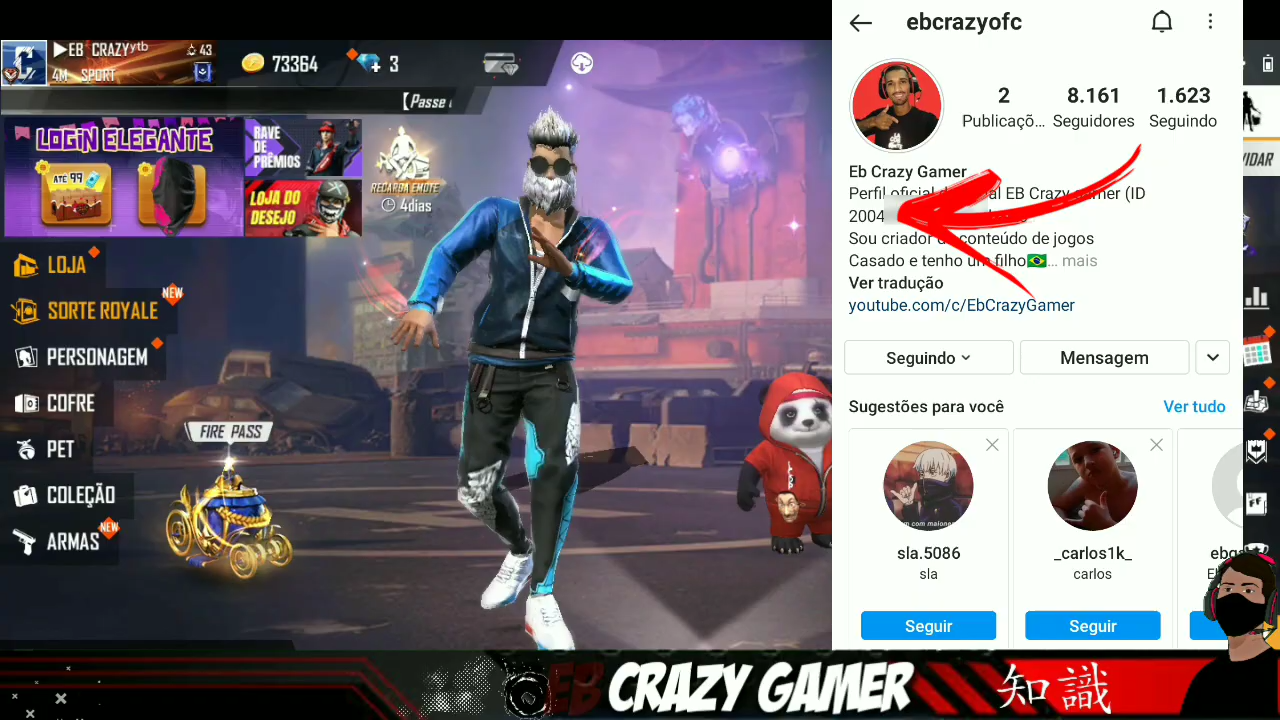 EB CRAZYytb
43
4M SPORT
73364
3
【Passe
LOGIN ELEGANTE
ATÉ 99
RAVE
DE
PRÊMIOS
LOJA DO
DESEJO
RECARGA EMOTE
4dias
LOJA
SORTE ROYALE
NEW
PERSONAGEM
COFRE
PET
COLEÇÃO
ARMAS
NEW
FIRE PASS
ebcrazyofc
2
8.161
1.623
Publicaçõ...
Seguidores
Seguindo
Eb Crazy Gamer
Perfil oficial EB Crazy (ID
2004
Sou criador conteúdo de jogos
Casado e tenho um filho🇧🇷... mais
Ver tradução
youtube.com/c/EbCrazyGamer
Seguindo
Mensagem
Sugestões para você
Ver tudo
sla.5086
sla
_carlos1k_
carlos
Seguir
Seguir
VIDAR
EB CRAZY GAMER
知識